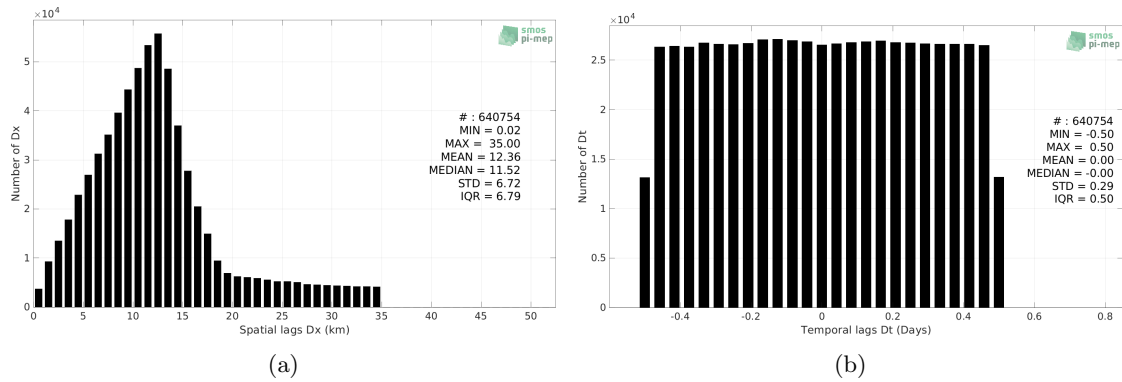 ×10⁴
smos
pi-mep
5
4
3
2
1
0
Number of Dx
# : 640754
MIN = 0.02
MAX = 35.00
MEAN = 12.36
MEDIAN = 11.52
STD = 6.72
IQR = 6.79
0 5 10 15 20 25 30 35 40 45 50
Spatial lags Dx (km)
(a)
×10⁴
smos
pi-mep
2.5
2
1.5
1
0.5
0
Number of Dt
# : 640754
MIN = -0.50
MAX = 0.50
MEAN = 0.00
MEDIAN = -0.00
STD = 0.29
IQR = 0.50
-0.4 -0.2 0 0.2 0.4 0.6 0.8
Temporal lags Dt (Days)
(b)